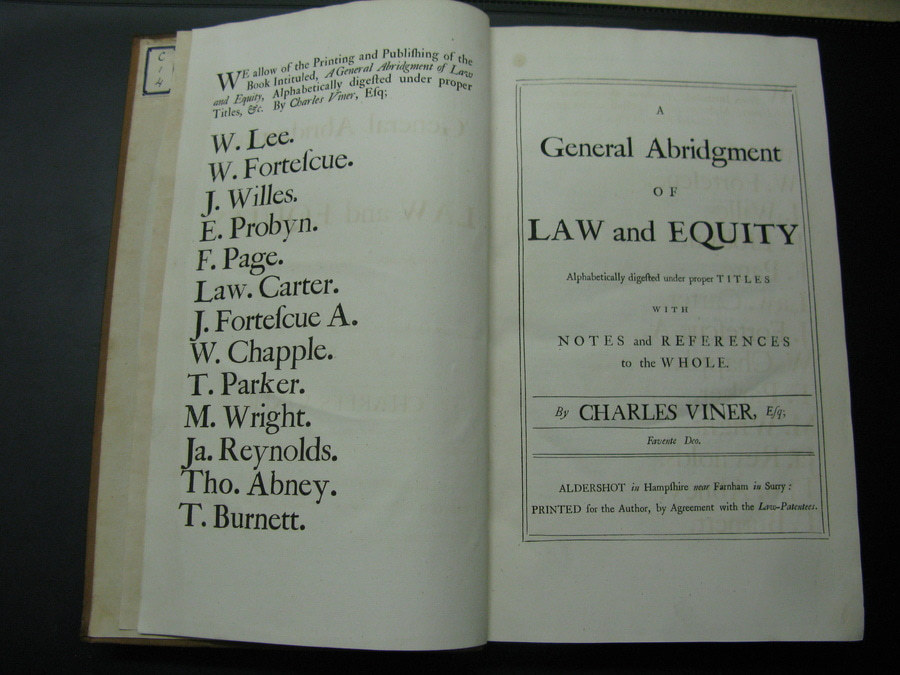 C
1
4
WE allow of the Printing and Publiſhing of the
Book Intituled, A General Abridgment of Law
and Equity, Alphabetically digeſted under proper
Titles, &c. By Charles Viner, Eſq;
W. Lee.
W. Forteſcue.
J. Willes.
E. Probyn.
F. Page.
Law. Carter.
J. Forteſcue A.
W. Chapple.
T. Parker.
M. Wright.
Ja. Reynolds.
Tho. Abney.
T. Burnett.
A
General Abridgment
OF
LAW and EQUITY
Alphabetically digeſted under proper TITLES
WITH
NOTES and REFERENCES
to the WHOLE.
By CHARLES VINER, Eſq;
Favente Deo.
ALDERSHOT in Hampſhire near Farnham in Surry:
PRINTED for the Author, by Agreement with the Law-Patentees.